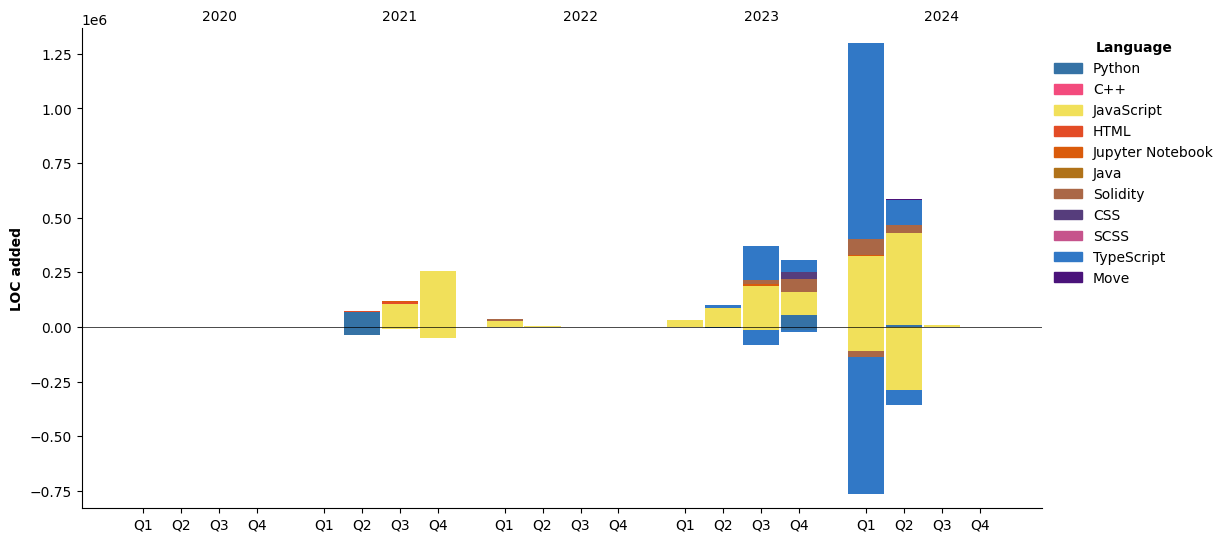 1e6
2020 2021 2022 2023 2024
Language
Python
C++
JavaScript
HTML
Jupyter Notebook
Java
Solidity
CSS
SCSS
TypeScript
Move
LOC added
1.25
1.00
0.75
0.50
0.25
0.00
−0.25
−0.50
−0.75
Q1 Q2 Q3 Q4 Q1 Q2 Q3 Q4 Q1 Q2 Q3 Q4 Q1 Q2 Q3 Q4 Q1 Q2 Q3 Q4